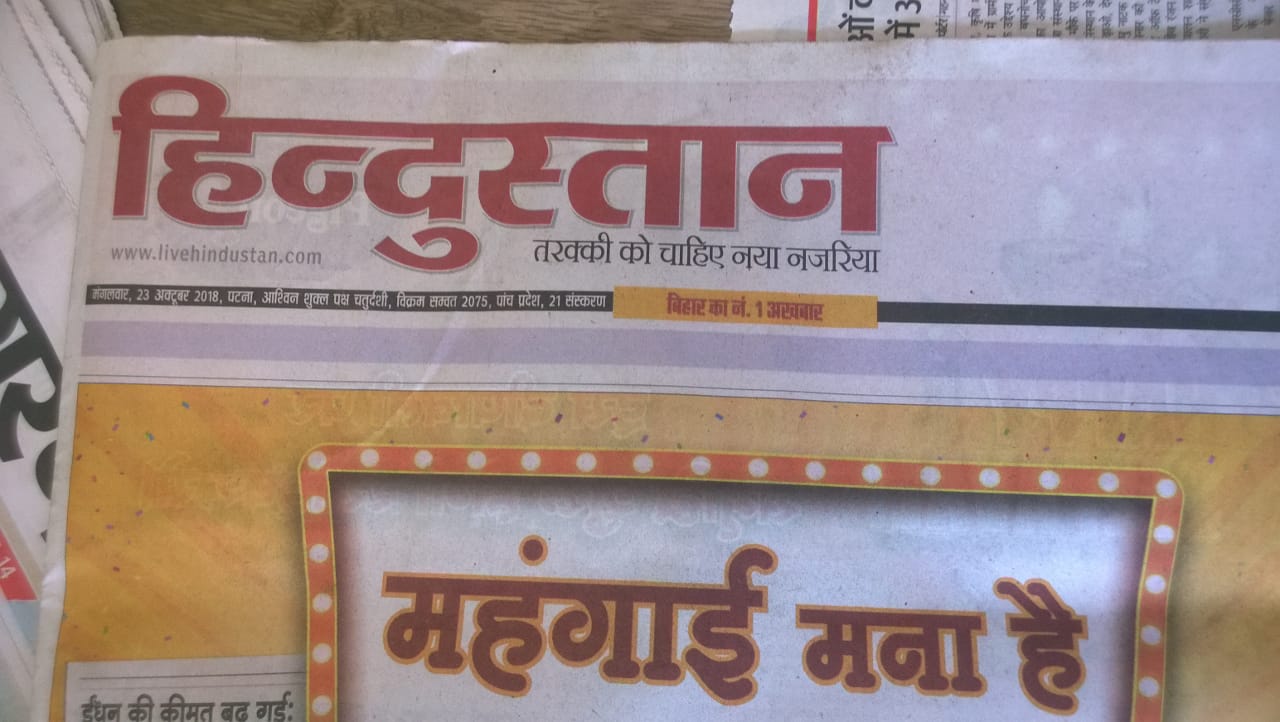 हिन्दुस्तान
www.livehindustan.com
तरक्की को चाहिए नया नजरिया
मंगलवार, 23 अक्टूबर 2018, पटना, आश्विन शुक्ल पक्ष चतुर्दशी, विक्रम सम्वत 2075, पांच प्रदेश, 21 संस्करण
बिहार का नं. 1 अखबार
महंगाई मना है
ईंधन की कीमत बढ़ गई:
14